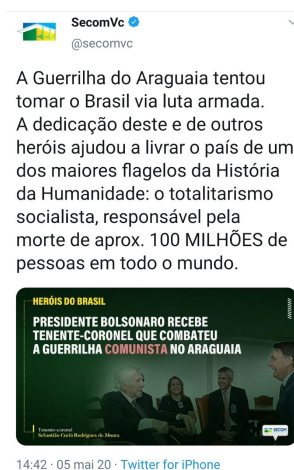 SecomVc
@secomvc
A Guerrilha do Araguaia tentou
tomar o Brasil via luta armada.
A dedicação deste e de outros
heróis ajudou a livrar o país de um
dos maiores flagelos da História
da Humanidade: o totalitarismo
socialista, responsável pela
morte de aprox. 100 MILHÕES de
pessoas em todo o mundo.
HERÓIS DO BRASIL
PRESIDENTE BOLSONARO RECEBE
TENENTE-CORONEL QUE COMBATEU
A GUERRILHA COMUNISTA NO ARAGUAIA
Tenente-coronel
Sebastião Curió Rodrigues de Moura
SECOM
14:42 · 05 mai 20 · Twitter for iPhone